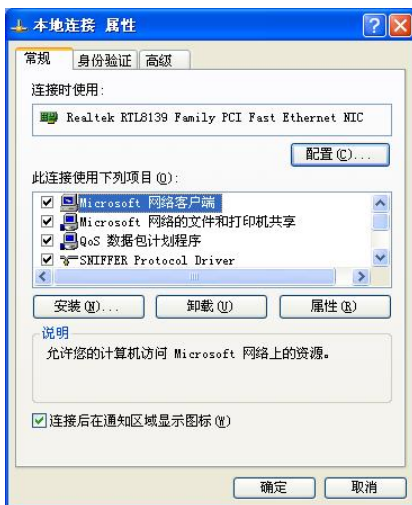 本地连接 属性
常规 身份验证 高级
连接时使用:
Realtek RTL8139 Family PCI Fast Ethernet NIC
配置(C)...
此连接使用下列项目(O):
Microsoft 网络客户端
Microsoft 网络的文件和打印机共享
QoS 数据包计划程序
SNIFFER Protocol Driver
安装(N)... 卸载(U) 属性(R)
说明
允许您的计算机访问 Microsoft 网络上的资源。
连接后在通知区域显示图标(W)
确定 取消